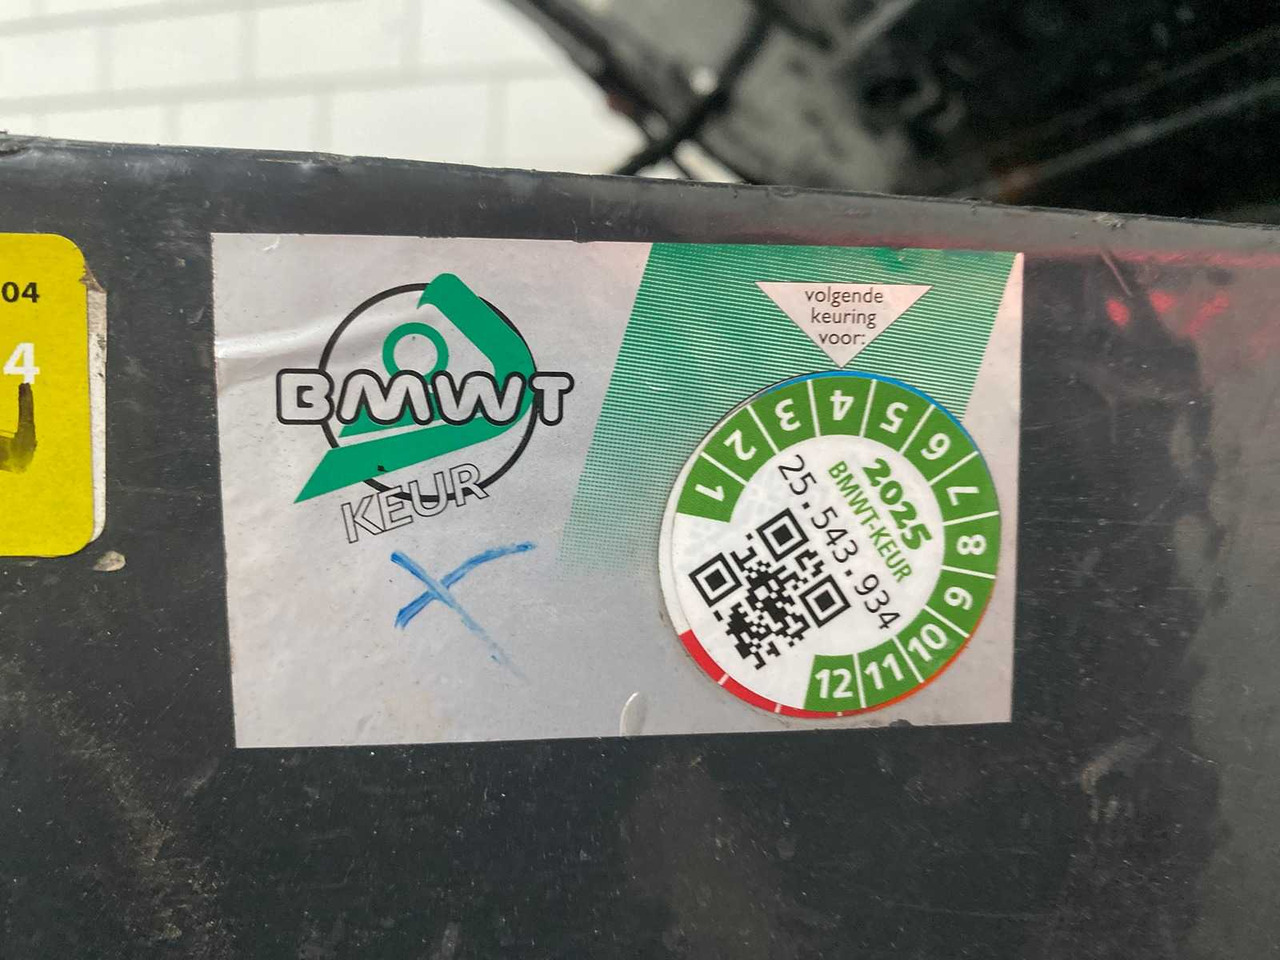 04
4
BMWT
KEUR
volgende
keuring
voor:
1 2 3 4 5 6 7 8 9 10 11 12
2025
BMWT-KEUR
25.543.934